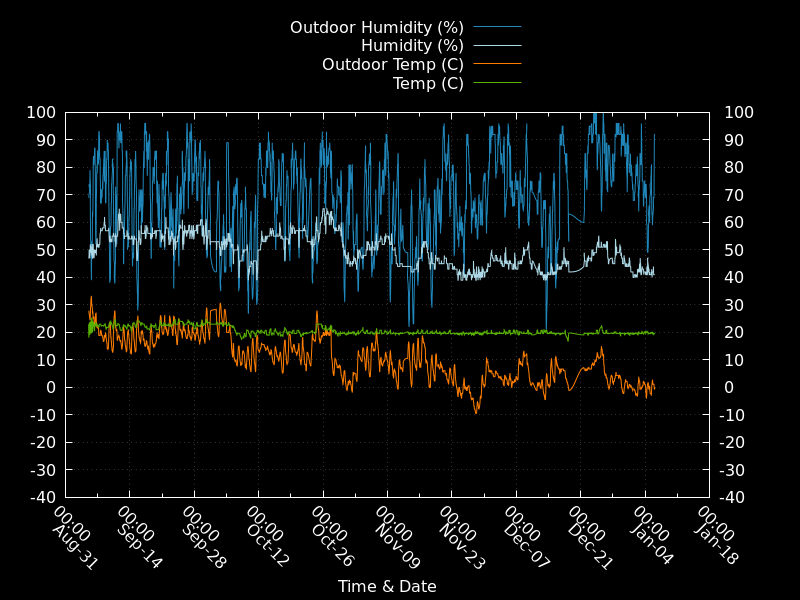 Outdoor Humidity (%)
Humidity (%)
Outdoor Temp (C)
Temp (C)
100 100
90 90
80 80
70 70
60 60
50 50
40 40
30 30
20 20
10 10
0 0
-10 -10
-20 -20
-30 -30
-40 -40
00:00 00:00 00:00 00:00 00:00 00:00 00:00 00:00 00:00 00:00 00:00
Aug-31 Sep-14 Sep-28 Oct-12 Oct-26 Nov-09 Nov-23 Dec-07 Dec-21 Jan-04 Jan-18
Time & Date